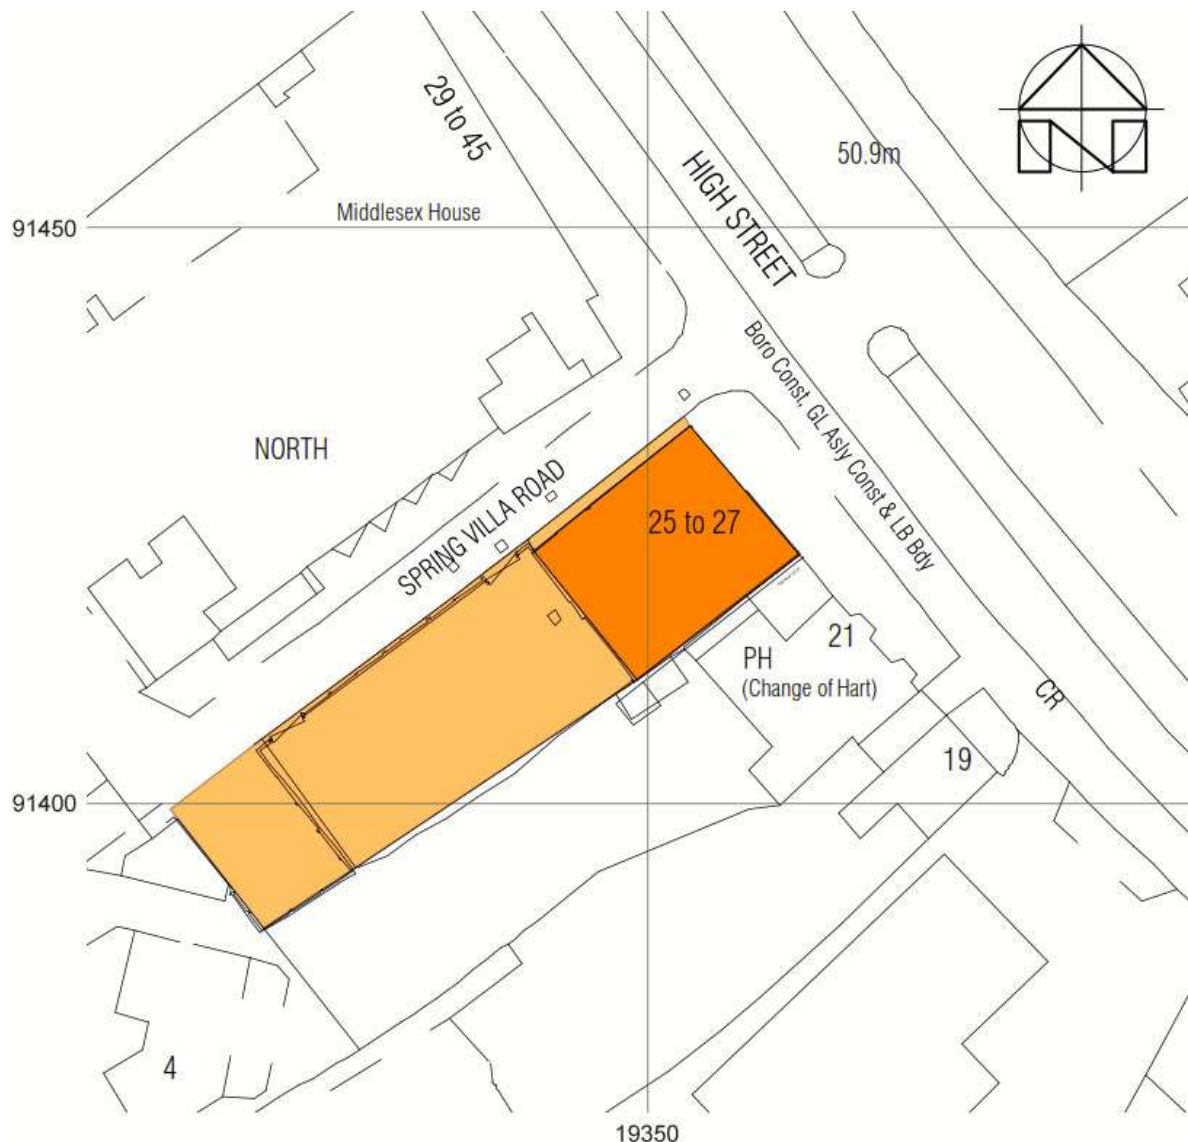 29 to 45
50.9m
HIGH STREET
Middlesex House
91450
Boro Const, GL Asly Const & LB Bdy
NORTH
SPRING VILLA ROAD
25 to 27
21
PH
(Change of Hart)
CR
19
91400
4
19350